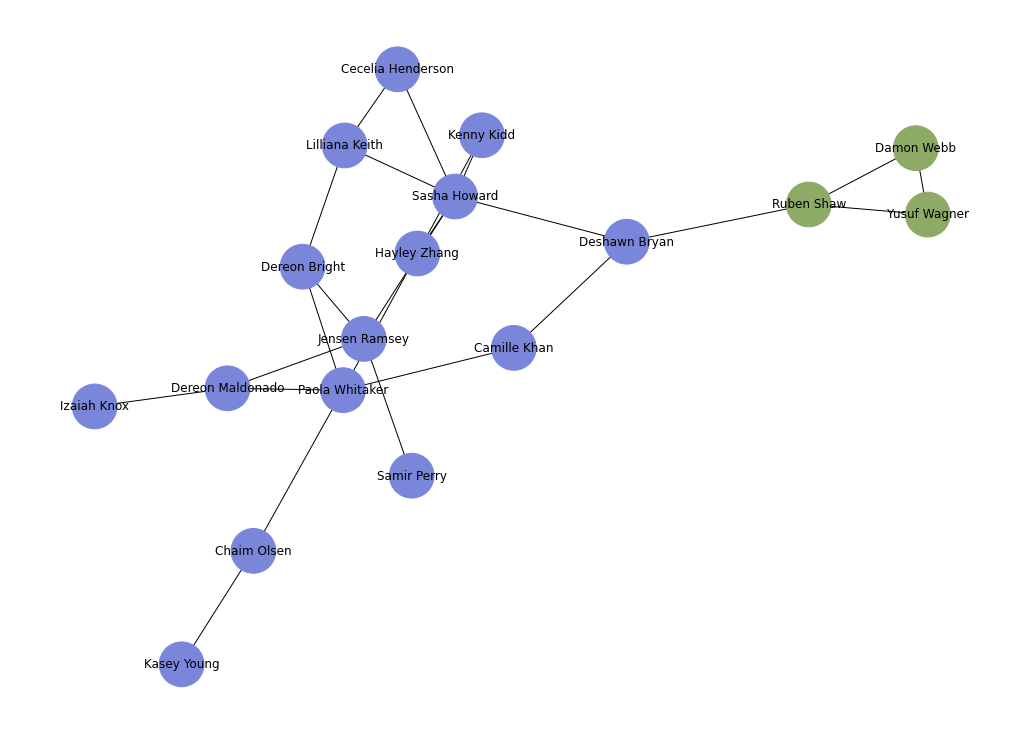 Cecelia Henderson
Kenny Kidd
Lilliana Keith
Damon Webb
Sasha Howard
Ruben Shaw
Yusuf Wagner
Deshawn Bryan
Hayley Zhang
Dereon Bright
Jensen Ramsey
Camille Khan
Dereon Maldonado
Paola Whitaker
Izaiah Knox
Samir Perry
Chaim Olsen
Kasey Young